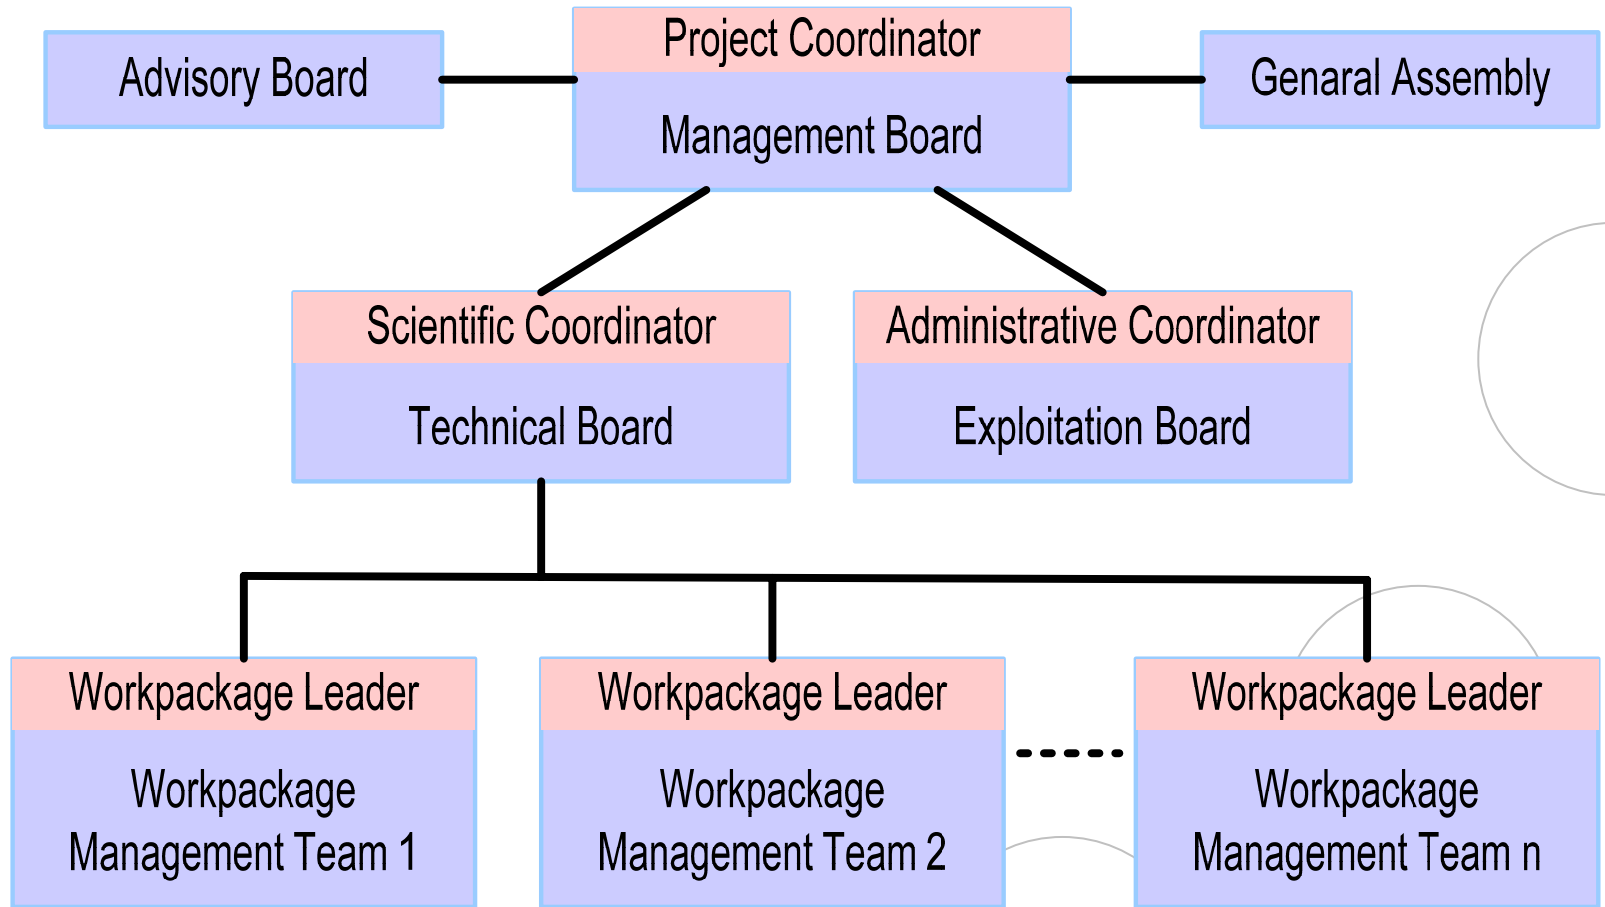 Project Coordinator
Advisory Board
Genaral Assembly
Management Board
Scientific Coordinator
Administrative Coordinator
Technical Board
Exploitation Board
Workpackage Leader
Workpackage Leader
Workpackage Leader
Workpackage
Management Team 1
Workpackage
Management Team 2
Workpackage
Management Team n